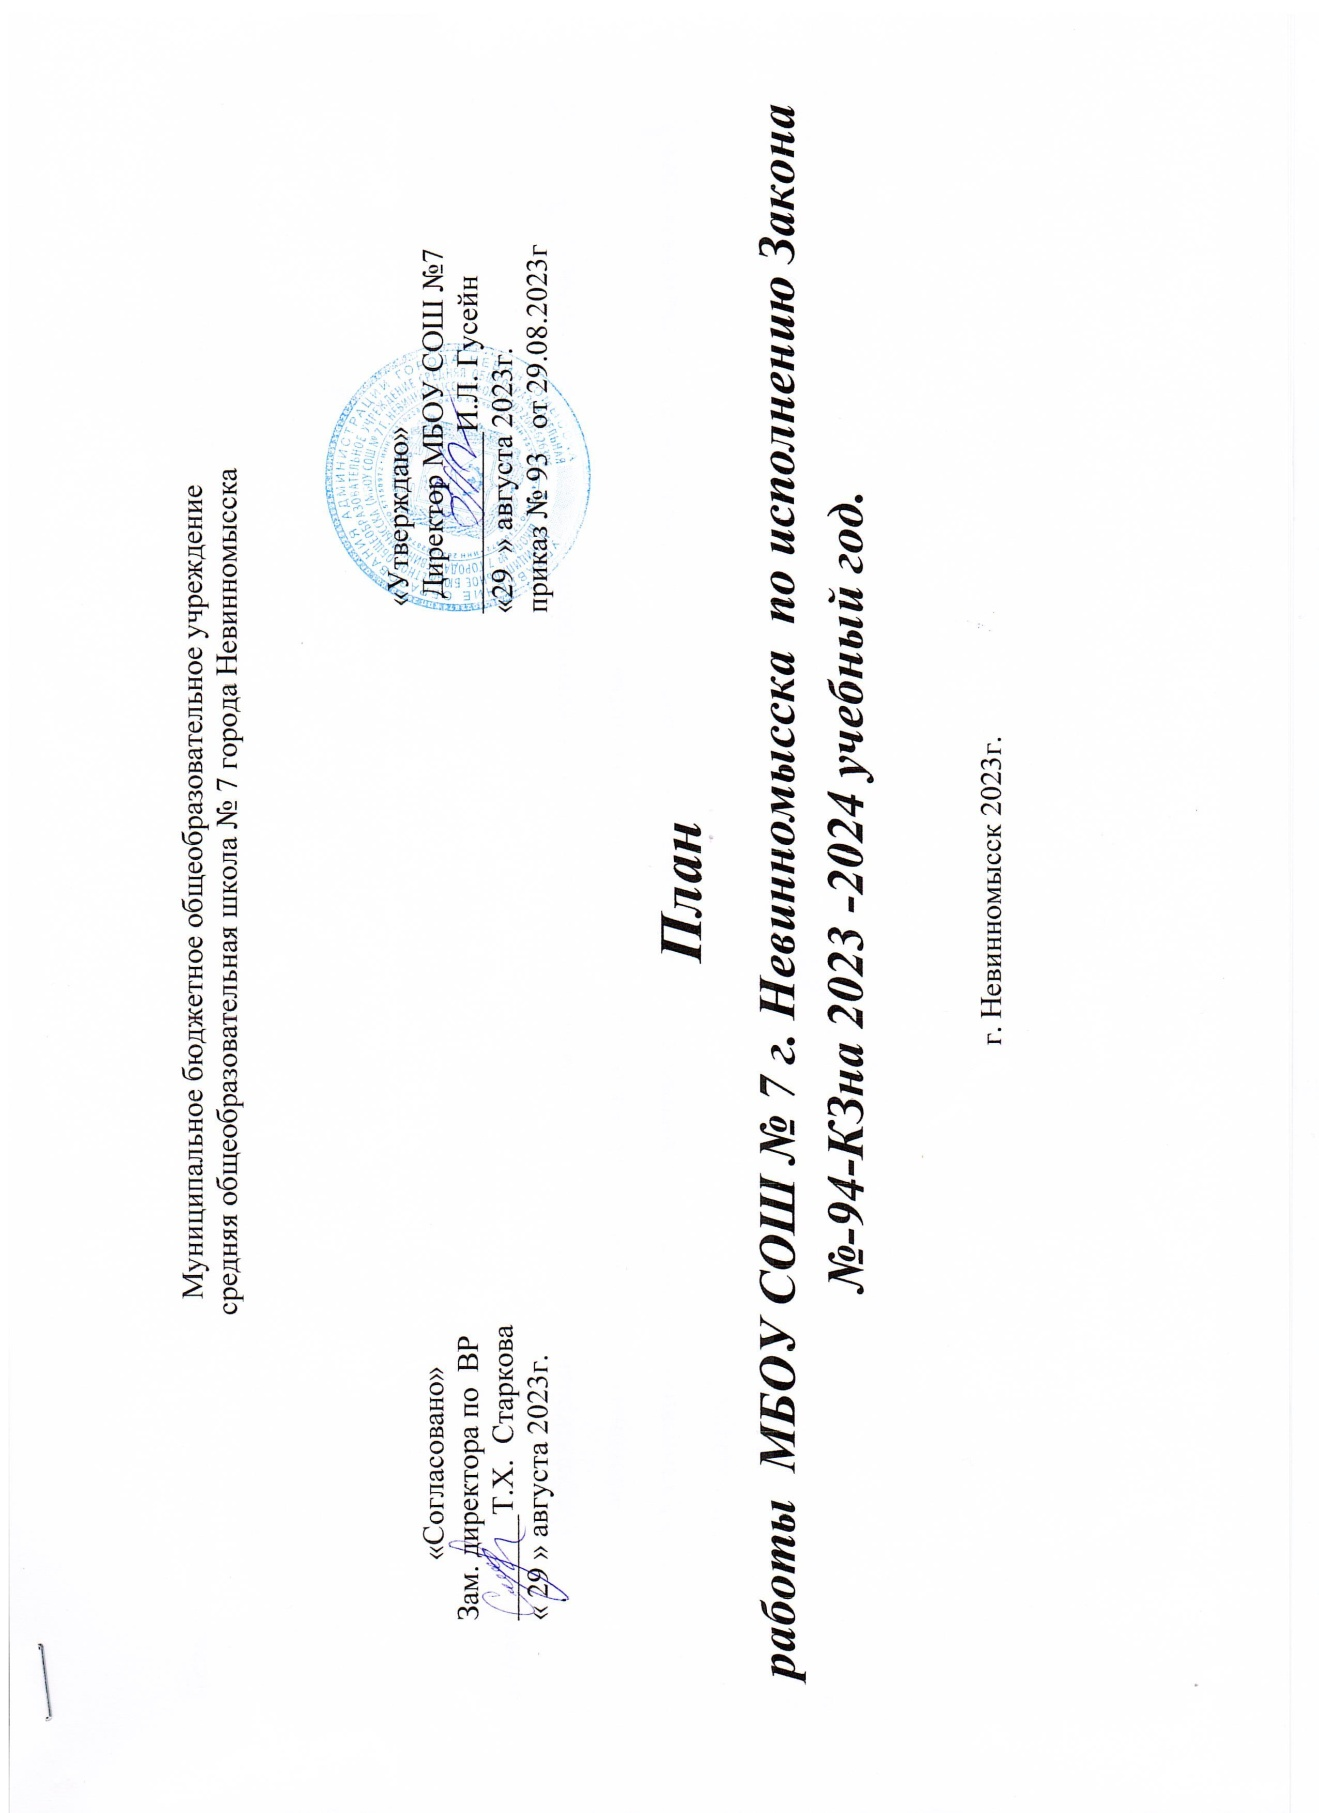 Муниципальное бюджетное общеобразовательное учреждение
средняя общеобразовательная школа № 7 города Невинномысска
«Согласовано»
Зам. директора по ВР
Т.Х. Старкова
« 29 » августа 2023г.
«Утверждаю»
Директор МБОУ СОШ №7
И.Л. Гусейн
«29 » августа 2023г.
приказ № 93 от 29.08.2023г
План
работы МБОУ СОШ № 7 г. Невинномысска по исполнению Закона
№-94-КЗна 2023 -2024 учебный год.
г. Невинномысск 2023г.